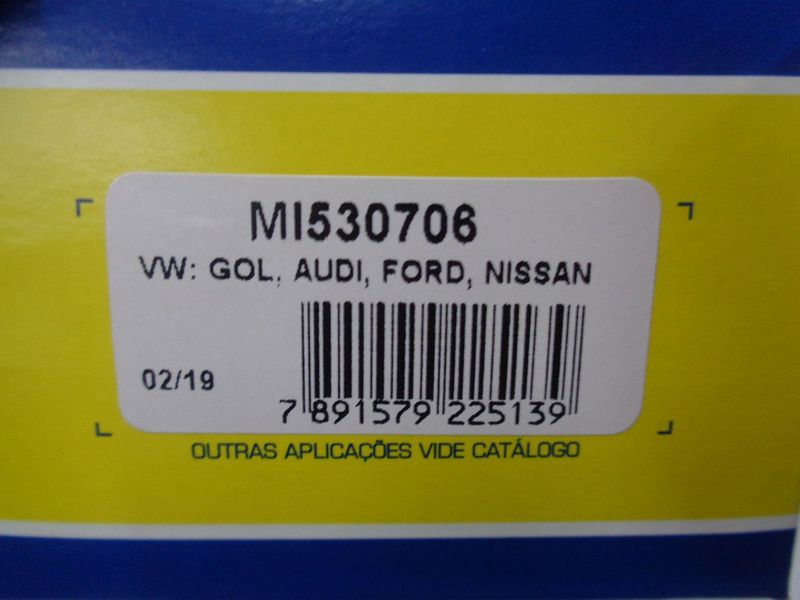 MI530706
VW: GOL, AUDI, FORD, NISSAN
02/19
7 891579 225139
OUTRAS APLICAÇÕES VIDE CATÁLOGO